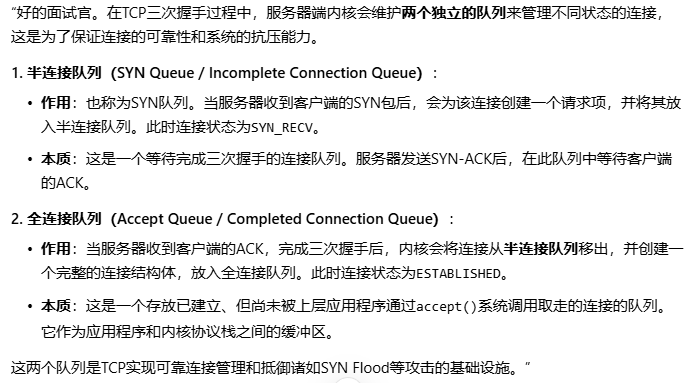 “好的面试官。在TCP三次握手过程中，服务器端内核会维护两个独立的队列来管理不同状态的连接，
这是为了保证连接的可靠性和系统的抗压能力。
1. 半连接队列（SYN Queue / Incomplete Connection Queue）：
• 作用：也称为SYN队列。当服务器收到客户端的SYN包后，会为该连接创建一个请求项，并将其放
入半连接队列。此时连接状态为SYN_RECV。
• 本质：这是一个等待完成三次握手的连接队列。服务器发送SYN-ACK后，在此队列中等待客户端
的ACK。
2. 全连接队列（Accept Queue / Completed Connection Queue）：
• 作用：当服务器收到客户端的ACK，完成三次握手后，内核会将连接从半连接队列移出，并创建一
个完整的连接结构体，放入全连接队列。此时连接状态为ESTABLISHED。
• 本质：这是一个存放已建立、但尚未被上层应用程序通过accept()系统调用取走的连接的队列。
它作为应用程序和内核协议栈之间的缓冲区。
这两个队列是TCP实现可靠连接管理和抵御诸如SYN Flood等攻击的基础设施。”